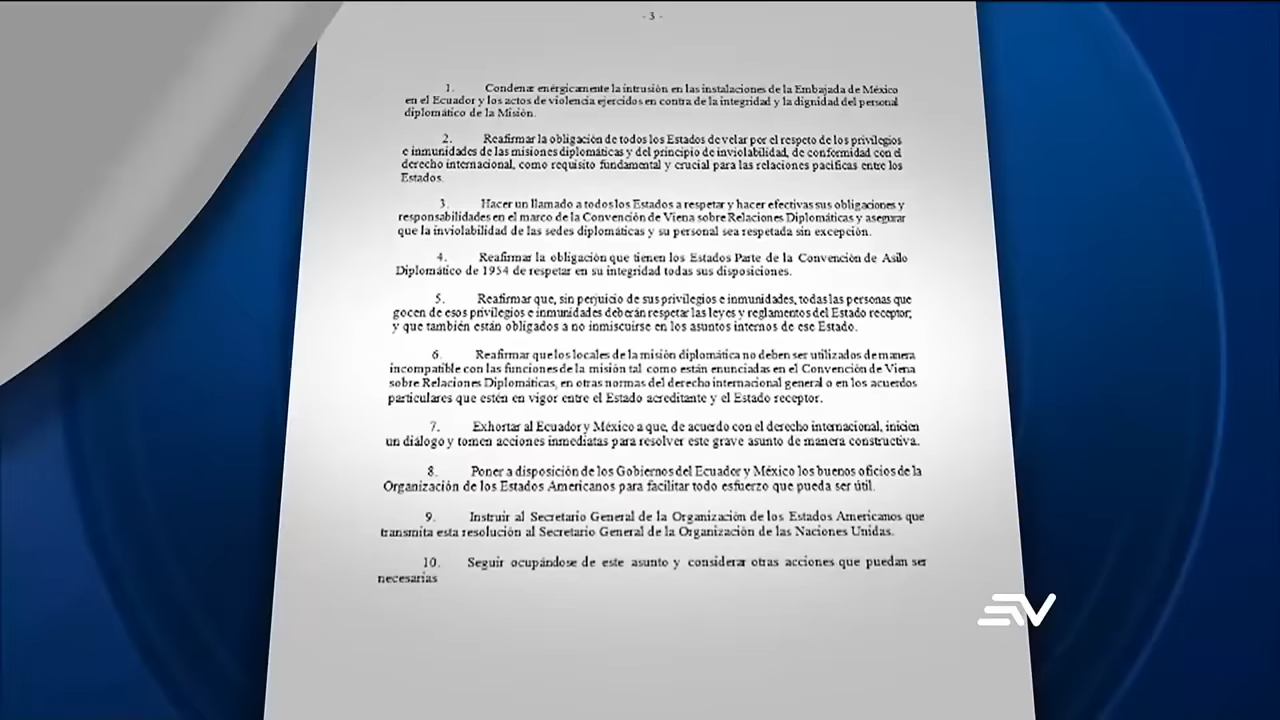 - 3 -
1. Condenar enérgicamente la intrusión en las instalaciones de la Embajada de México
en el Ecuador y los actos de violencia ejercidos en contra de la integridad y la dignidad del personal
diplomático de la Misión.
2. Reafirmar la obligación de todos los Estados de velar por el respeto de los privilegios
e inmunidades de las misiones diplomáticas y del principio de inviolabilidad, de conformidad con el
derecho internacional, como requisito fundamental y crucial para las relaciones pacíficas entre los
Estados.
3. Hacer un llamado a todos los Estados a respetar y hacer efectivas sus obligaciones y
responsabilidades en el marco de la Convención de Viena sobre Relaciones Diplomáticas y asegurar
que la inviolabilidad de las sedes diplomáticas y su personal sea respetada sin excepción.
4. Reafirmar la obligación que tienen los Estados Parte de la Convención de Asilo
Diplomático de 1954 de respetar en su integridad todas sus disposiciones.
5. Reafirmar que, sin perjuicio de sus privilegios e inmunidades, todas las personas que
gocen de esos privilegios e inmunidades deberán respetar las leyes y reglamentos del Estado receptor,
y que también están obligados a no inmiscuirse en los asuntos internos de ese Estado.
6. Reafirmar que los locales de la misión diplomática no deben ser utilizados de manera
incompatible con las funciones de la misión tal como están enunciadas en el Convención de Viena
sobre Relaciones Diplomáticas, en otras normas del derecho internacional general o en los acuerdos
particulares que estén en vigor entre el Estado acreditante y el Estado receptor.
7. Exhortar al Ecuador y México a que, de acuerdo con el derecho internacional, inicien
un diálogo y tomen acciones inmediatas para resolver este grave asunto de manera constructiva.
8. Poner a disposición de los Gobiernos del Ecuador y México los buenos oficios de la
Organización de los Estados Americanos para facilitar todo esfuerzo que pueda ser útil.
9. Instruir al Secretario General de la Organización de los Estados Americanos que
transmita esta resolución al Secretario General de la Organización de las Naciones Unidas.
10. Seguir ocupándose de este asunto y considerar otras acciones que puedan ser
necesarias
EV